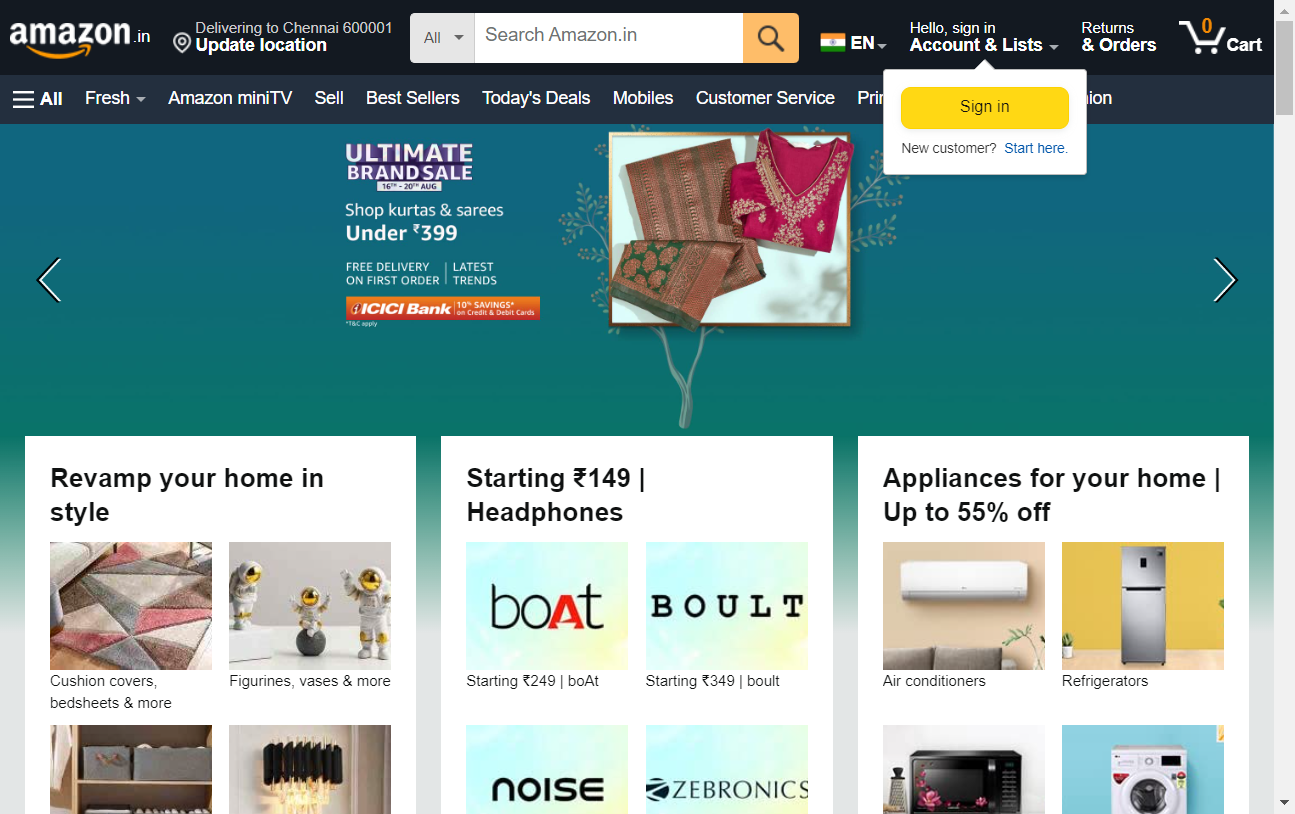 amazon.in
Delivering to Chennai 600001
Update location
All
Search Amazon.in
EN
Hello, sign in
Account & Lists
Returns
& Orders
0
Cart
All
Fresh
Amazon miniTV
Sell
Best Sellers
Today's Deals
Mobiles
Customer Service
Sign in
New customer? Start here.
ULTIMATE
BRAND SALE
16TH - 20TH AUG
Shop kurtas & sarees
Under ₹399
FREE DELIVERY
ON FIRST ORDER
LATEST
TRENDS
ICICI Bank
10% SAVINGS*
on Credit & Debit Cards
*T&C apply
Revamp your home in
style
Cushion covers,
bedsheets & more
Figurines, vases & more
Starting ₹149 |
Headphones
boAt
BOULT
Starting ₹249 | boAt
Starting ₹349 | boult
noise
ZEBRONICS
Appliances for your home |
Up to 55% off
Air conditioners
Refrigerators